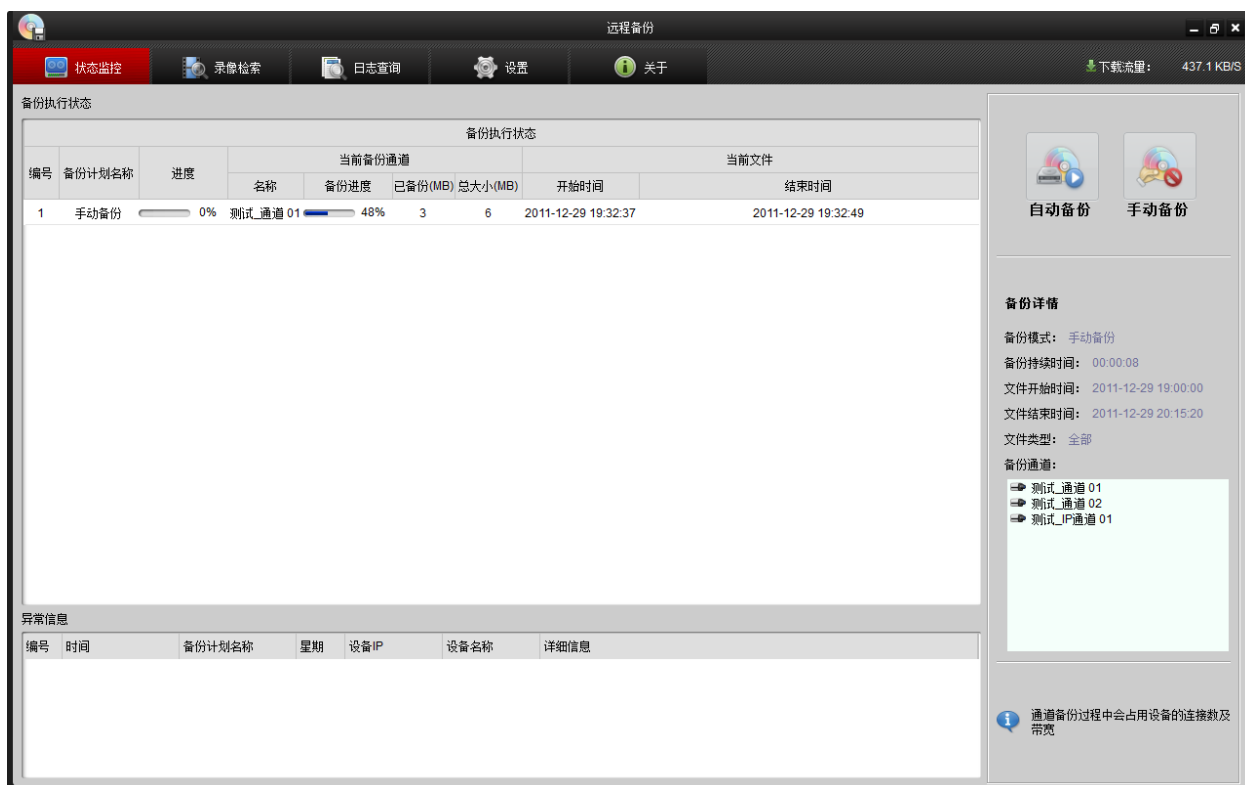 远程备份
状态监控 录像检索 日志查询 设置 关于 下载流量： 437.1 KB/S
备份执行状态
备份执行状态
编号 备份计划名称 进度 当前备份通道 当前文件
名称 备份进度 已备份(MB) 总大小(MB) 开始时间 结束时间
1 手动备份 0% 测试_通道 01 48% 3 6 2011-12-29 19:32:37 2011-12-29 19:32:49
异常信息
编号 时间 备份计划名称 星期 设备IP 设备名称 详细信息
自动备份 手动备份
备份详情
备份模式： 手动备份
备份持续时间： 00:00:08
文件开始时间： 2011-12-29 19:00:00
文件结束时间： 2011-12-29 20:15:20
文件类型： 全部
备份通道：
测试_通道 01
测试_通道 02
测试_IP通道 01
通道备份过程中会占用设备的连接数及
带宽